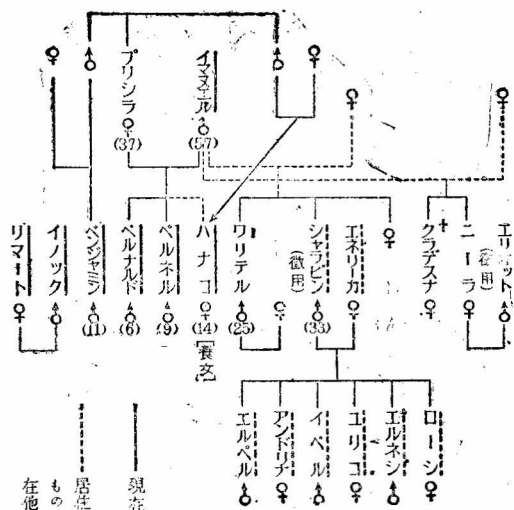 プリシラ
♀
(37)
イマヌエル
♂
(57)
リマート
♀
イノック
♂
ベンジャミン
♂
(11)
ベルナルド
♂
(6)
ベルネル
♂
(9)
ハナコ
♀
(14)
[養女]
ワリテル
♂
(25)
シャラビン
(徴用)
♂
(33)
エネリーカ
♀
クラデスナ
♀
ニーラ
(徴用)
♀
エリオット
♂
エルペル
♂
アンドリナ
♀
イベル
♂
ユリコ
♀
エルネシ
♂
ローシ
♀
現在
居住
もの
在他